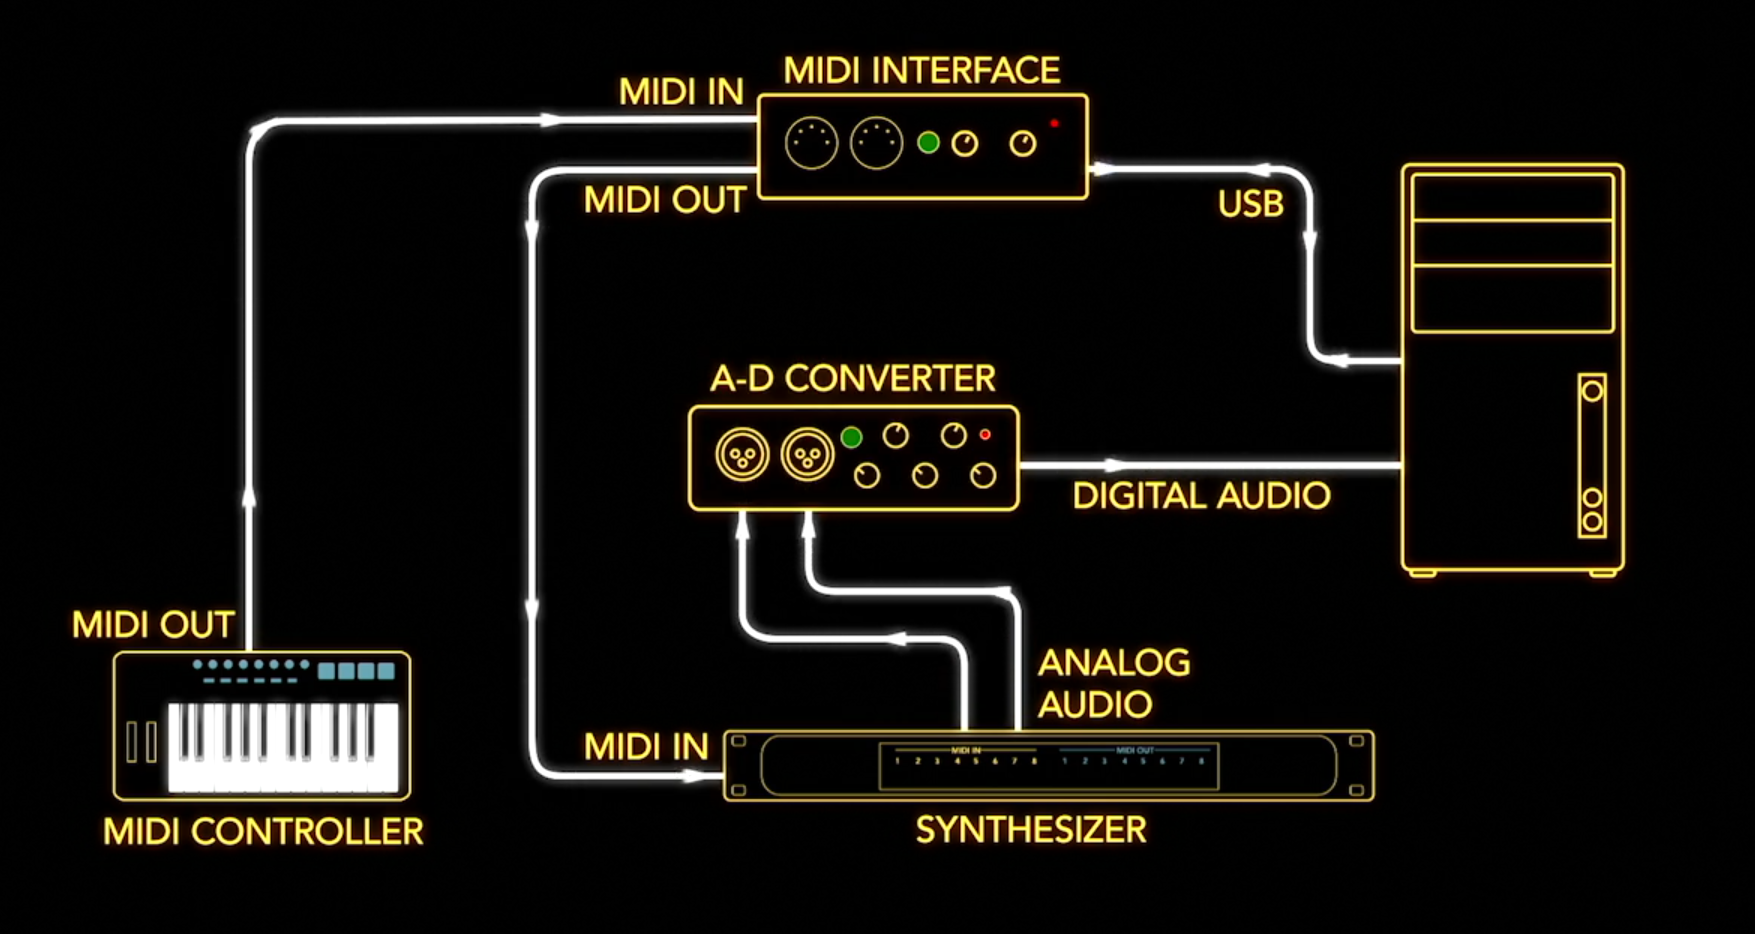 MIDI INTERFACE
MIDI IN
MIDI OUT
USB
A-D CONVERTER
DIGITAL AUDIO
MIDI OUT
ANALOG
AUDIO
MIDI IN
MIDI IN MIDI OUT
1 2 3 4 5 6 7 8 1 2 3 4 5 6 7 8
SYNTHESIZER
MIDI CONTROLLER